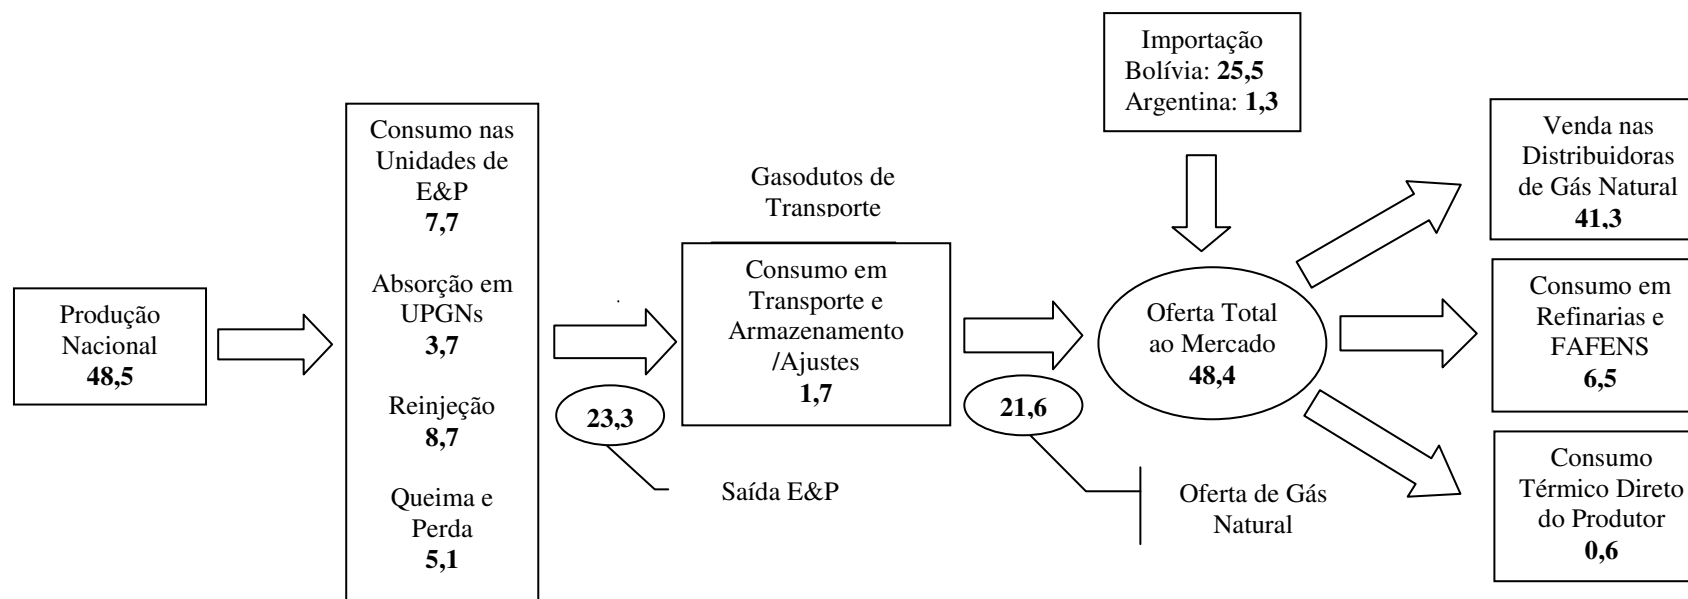 Produção
Nacional
48,5
Consumo nas
Unidades de
E&P
7,7
Absorção em
UPGNs
3,7
Reinjeção
8,7
Queima e
Perda
5,1
23,3
Saída E&P
Gasodutos de
Transporte
Consumo em
Transporte e
Armazenamento
/Ajustes
1,7
21,6
Oferta de Gás
Natural
Importação
Bolívia: 25,5
Argentina: 1,3
Oferta Total
ao Mercado
48,4
Venda nas
Distribuidoras
de Gás Natural
41,3
Consumo em
Refinarias e
FAFENS
6,5
Consumo
Térmico Direto
do Produtor
0,6